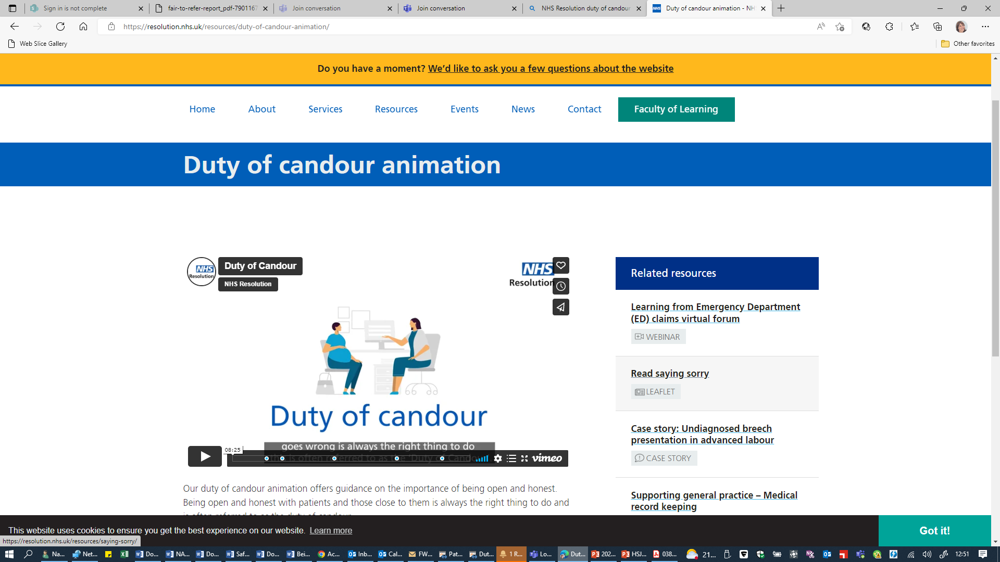 Sign in is not complete
fair-to-refer-report_pdf-7901167
Join conversation
Join conversation
NHS Resolution duty of candour
NHS
Duty of candour animation - NH
https://resolution.nhs.uk/resources/duty-of-candour-animation/
Web Slice Gallery
Other favorites
Do you have a moment? We'd like to ask you a few questions about the website
Home
About
Services
Resources
Events
News
Contact
Faculty of Learning
Duty of candour animation
NHS
Resolution
Duty of Candour
NHS Resolution
NHS
Resolution
Duty of candour
goes wrong is always the right thing to do
this is often referred to as the 'Duty of Candour
08:25
vimeo
Our duty of candour animation offers guidance on the importance of being open and honest.
Being open and honest with patients and those close to them is always the right thing to do and
is often referred to as the duty of candour
Related resources
Learning from Emergency Department
(ED) claims virtual forum
WEBINAR
Read saying sorry
LEAFLET
Case story: Undiagnosed breech
presentation in advanced labour
CASE STORY
Supporting general practice – Medical
record keeping
This website uses cookies to ensure you get the best experience on our website. Learn more
Got it!
https://resolution.nhs.uk/resources/saying-sorry/
Na...
Net...
Do...
NA...
Do...
Saf...
Do...
Bei...
Ac...
Inb...
Cal...
FW...
Pat...
Dut...
1 R...
Lo...
Dut...
202...
HSJ...
038...
21...
12:51